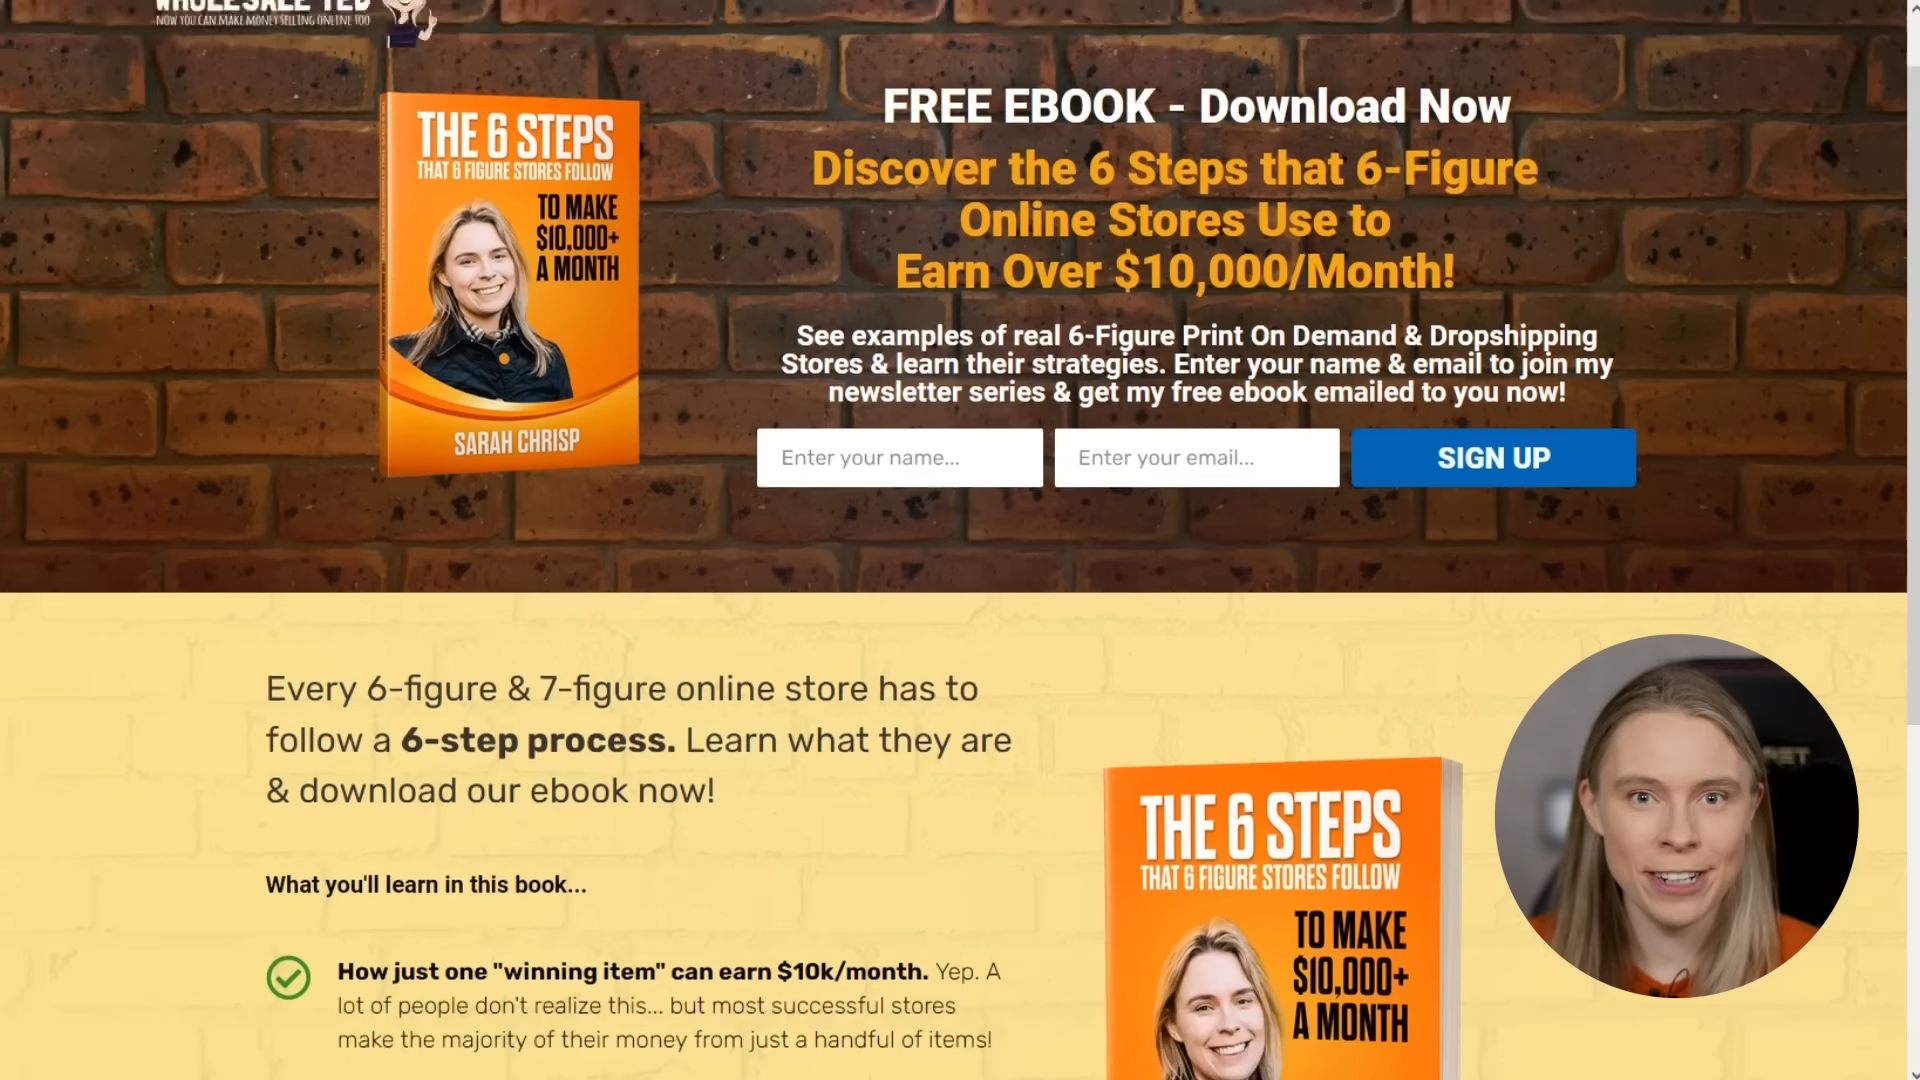 WHOLESALE TED
NOW YOU CAN MAKE MONEY SELLING ONLINE TOO
THE 6 STEPS
THAT 6 FIGURE STORES FOLLOW
TO MAKE
$10,000+
A MONTH
SARAH CHRISP
FREE EBOOK - Download Now
Discover the 6 Steps that 6-Figure
Online Stores Use to
Earn Over $10,000/Month!
See examples of real 6-Figure Print On Demand & Dropshipping
Stores & learn their strategies. Enter your name & email to join my
newsletter series & get my free ebook emailed to you now!
Enter your name...
Enter your email...
SIGN UP
Every 6-figure & 7-figure online store has to
follow a 6-step process. Learn what they are
& download our ebook now!
What you'll learn in this book...
How just one "winning item" can earn $10k/month. Yep. A
lot of people don't realize this... but most successful stores
make the majority of their money from just a handful of items!
THE 6 STEPS
THAT 6 FIGURE STORES FOLLOW
TO MAKE
$10,000+
A MONTH